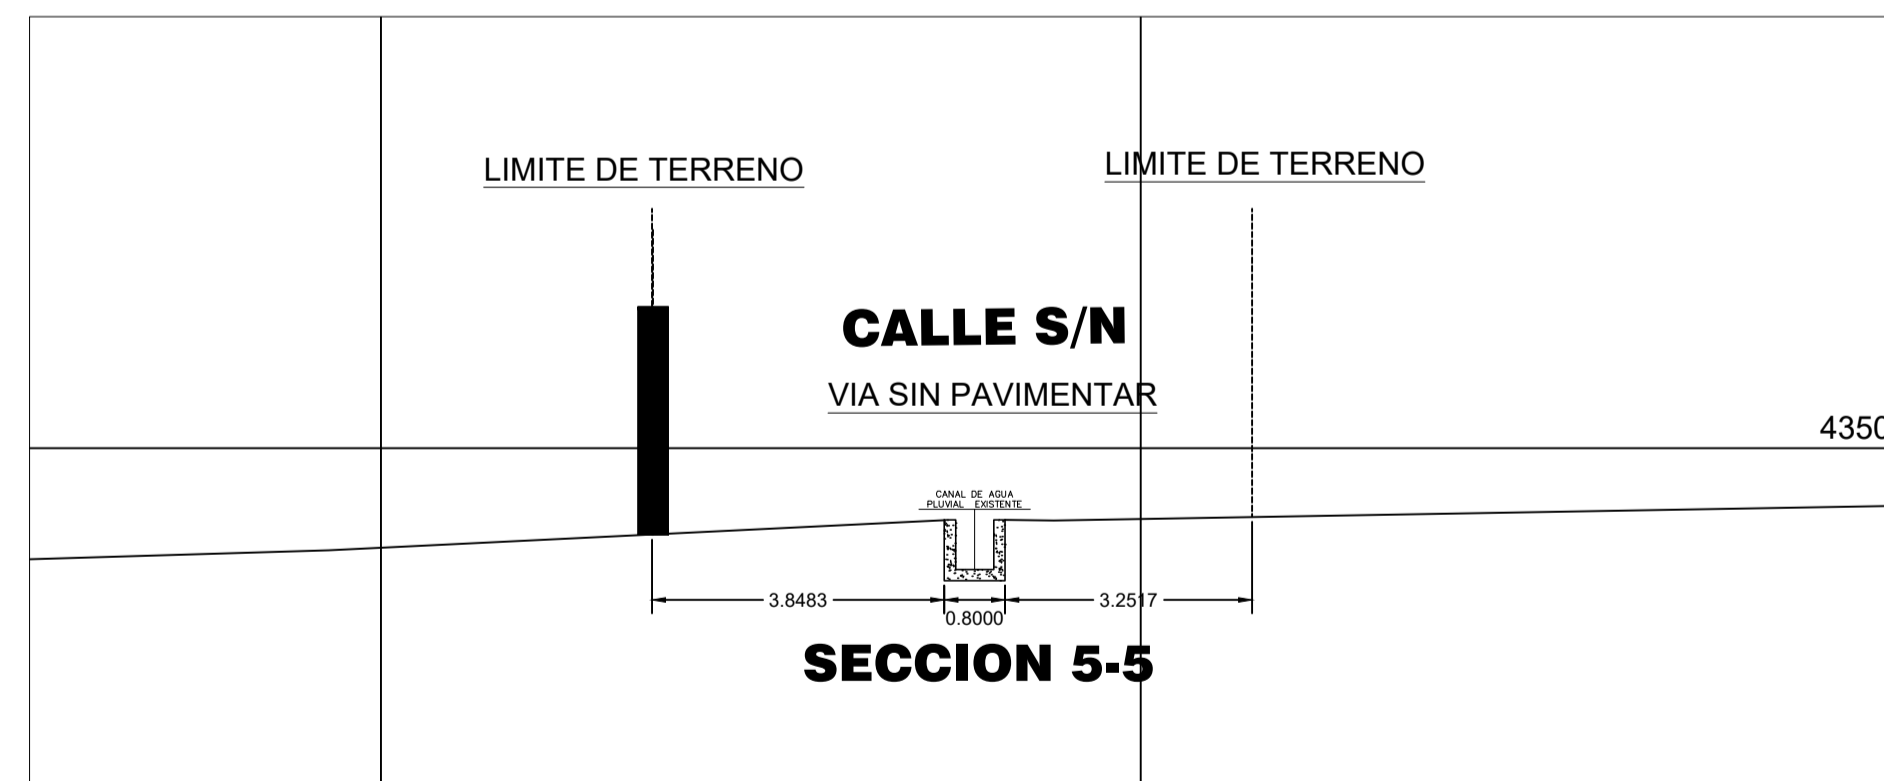 LIMITE DE TERRENO
LIMITE DE TERRENO
CALLE S/N
VIA SIN PAVIMENTAR
4350
CANAL DE AGUA
PLUVIAL EXISTENTE
3.8483
0.8000
3.2517
SECCION 5-5